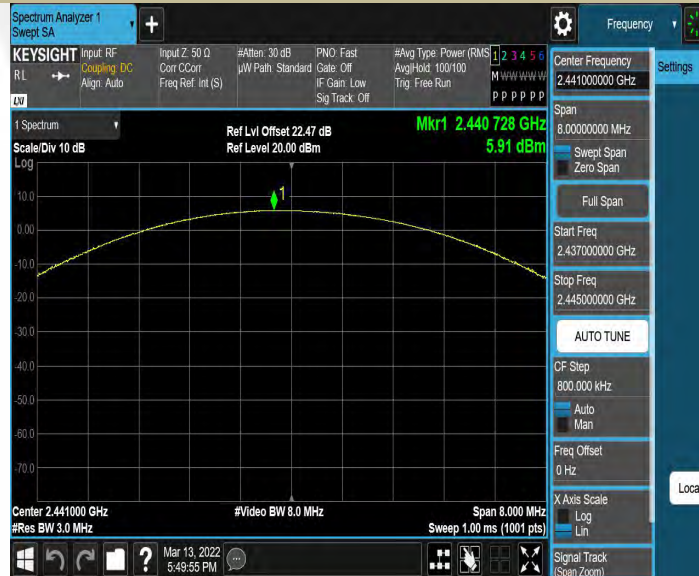 Spectrum Analyzer 1
Swept SA
+
Frequency
KEYSIGHT
RL
LXI
Input: RF
Coupling: DC
Align: Auto
Input Z: 50 Ω
Corr CCorr
Freq Ref: Int (S)
#Atten: 30 dB
µW Path: Standard
PNO: Fast
Gate: Off
IF Gain: Low
Sig Track: Off
#Avg Type: Power (RMS
Avg|Hold: 100/100
Trig: Free Run
1 2 3 4 5 6
M W W W W W
P P P P P P
1 Spectrum
Scale/Div 10 dB
Log
Ref Lvl Offset 22.47 dB
Ref Level 20.00 dBm
Mkr1 2.440 728 GHz
5.91 dBm
1
10.0
0.00
-10.0
-20.0
-30.0
-40.0
-50.0
-60.0
-70.0
Center 2.441000 GHz
#Res BW 3.0 MHz
#Video BW 8.0 MHz
Span 8.000 MHz
Sweep 1.00 ms (1001 pts)
?
Mar 13, 2022
5:49:55 PM
Center Frequency
2.441000000 GHz
Span
8.00000000 MHz
Swept Span
Zero Span
Full Span
Start Freq
2.437000000 GHz
Stop Freq
2.445000000 GHz
AUTO TUNE
CF Step
800.000 kHz
Auto
Man
Freq Offset
0 Hz
X Axis Scale
Log
Lin
Signal Track
(Span Zoom)
Settings
Loca